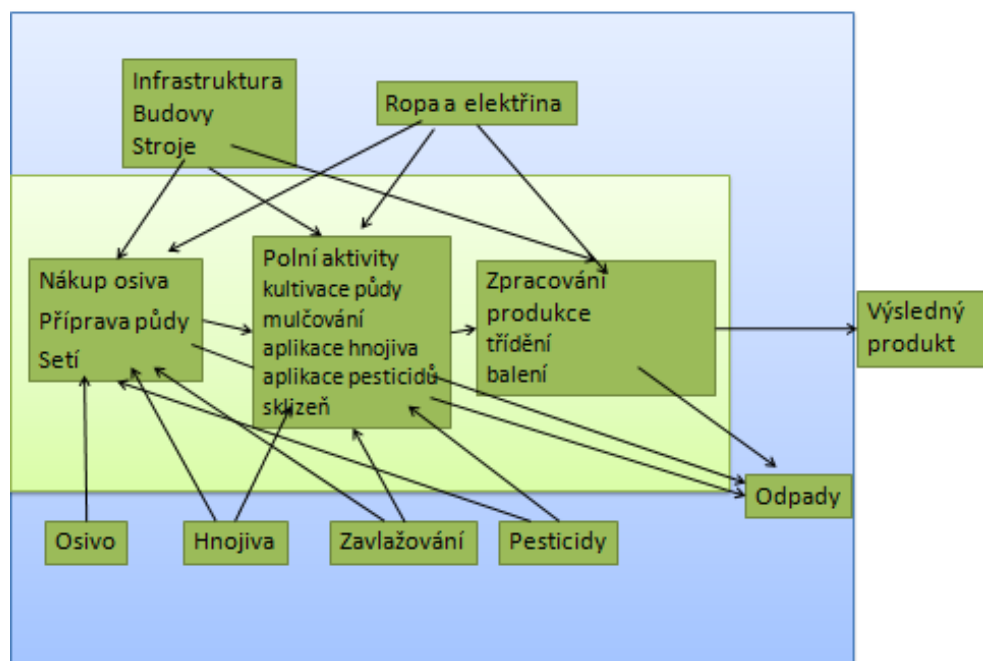 Infrastruktura
Budovy
Stroje
Ropa a elektřina
Nákup osiva
Příprava půdy
Setí
Polní aktivity
kultivace půdy
mulčování
aplikace hnojiva
aplikace pesticidů
sklizeň
Zpracování
produkce
třídění
balení
Výsledný
produkt
Odpady
Osivo
Hnojiva
Zavlažování
Pesticidy